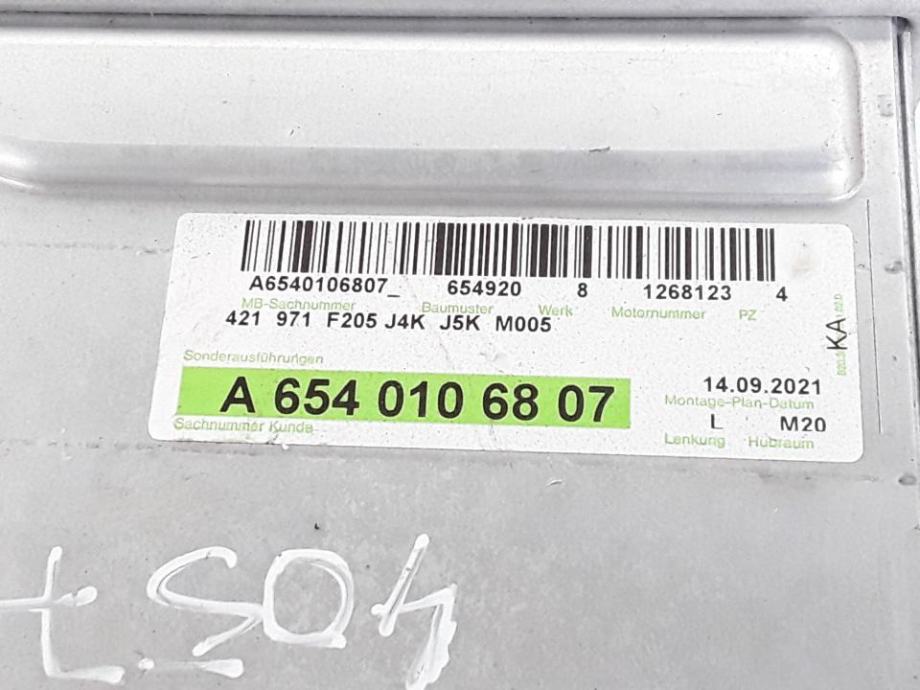 A6540106807_ 654920 8 1268123 4
MB-Sachnummer Baumuster Werk Motornummer PZ
421 971 F205 J4K J5K M005
Sonderausführungen
A 654 010 68 07
Sachnummer Kunde
14.09.2021
Montage-Plan-Datum
L M20
Lenkung Hubraum
KA